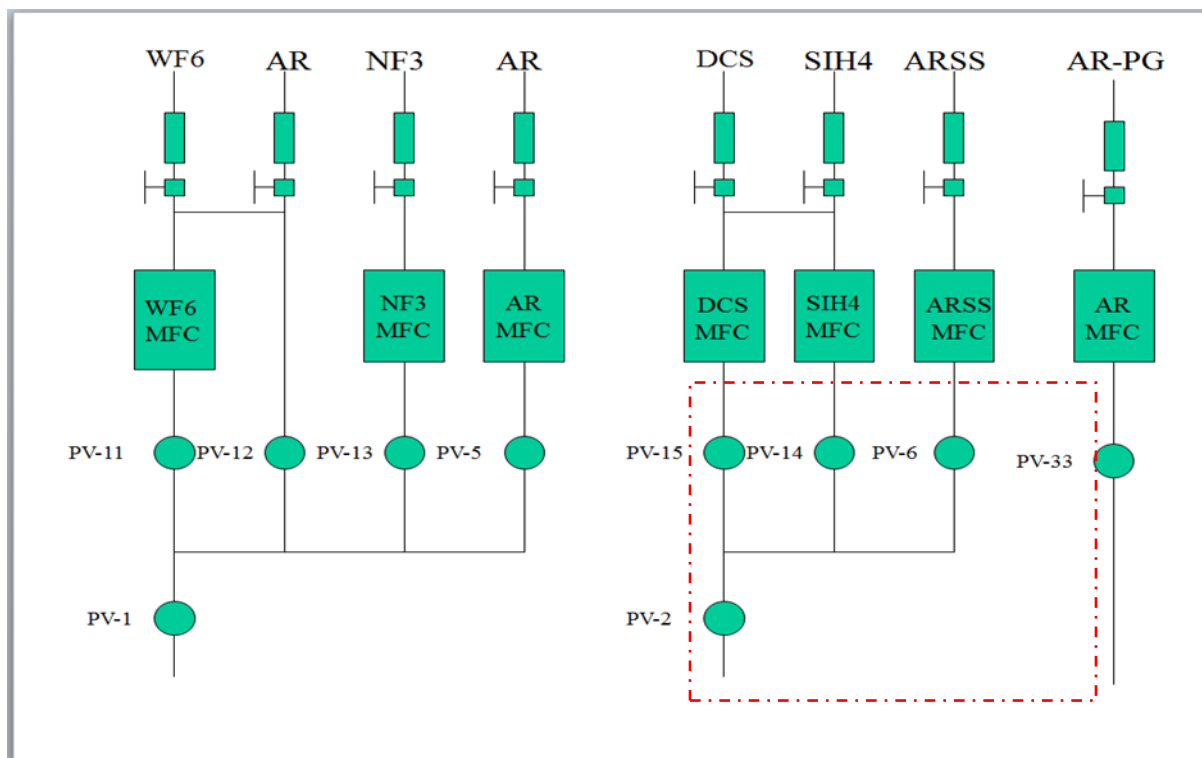 WF6 AR NF3 AR DCS SIH4 ARSS AR-PG
WF6
MFC
NF3
MFC
AR
MFC
DCS
MFC
SIH4
MFC
ARSS
MFC
AR
MFC
PV-11 PV-12 PV-13 PV-5 PV-15 PV-14 PV-6 PV-33
PV-1 PV-2